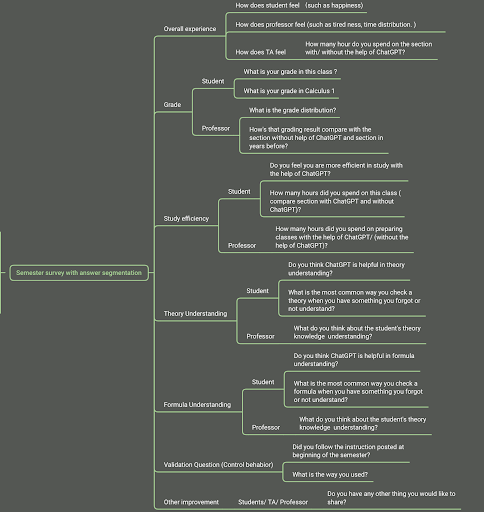 How does student feel (such as happiness)
How does professor feel (such as tired ness, time distribution. )
Overall experience
How does TA feel
How many hour do you spend on the section
with/ without the help of ChatGPT?
What is your grade in this class ?
Student
What is your grade in Calculus 1
Grade
What is the grade distribution?
Professor
How's that grading result compare with the
section without help of ChatGPT and section in
years before?
Do you feel you are more efficient in study with
the help of ChatGPT?
Student
How many hours did you spend on this class (
compare section with ChatGPT and without
ChatGPT)?
Study efficiency
How many hours did you spend on preparing
classes with the help of ChatGPT/ (without the
help of ChatGPT)?
Professor
Semester survey with answer segmentation
Do you think ChatGPT is helpful in theory
understanding?
Student
What is the most common way you check a
theory when you have something you forgot or
not understand?
Theory Understanding
Professor
What do you think about the student's theory
knowledge understanding?
Do you think ChatGPT is helpful in formula
understanding?
Student
What is the most common way you check a
formula when you have something you forgot
or not understand?
Formula Understanding
Professor
What do you think about the student's theory
knowledge understanding?
Did you follow the instruction posted at
beginning of the semester?
Validation Question (Control behabior)
What is the way you used?
Other improvement
Students/ TA/ Professor
Do you have any other thing you would like to
share?